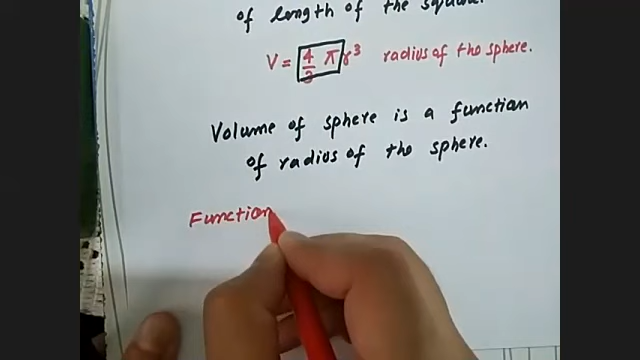 of length of the square.
V = 4/3 π r³ radius of the sphere.
Volume of sphere is a function
of radius of the sphere.
Function